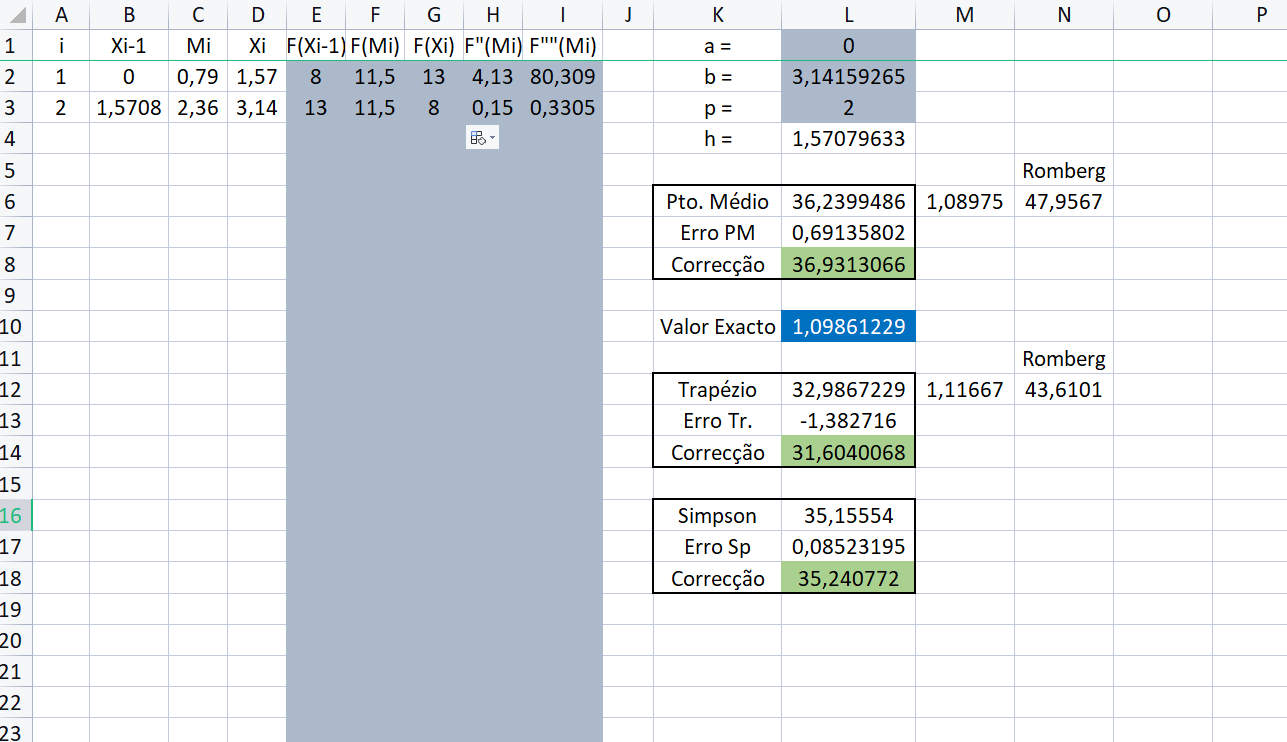 A B C D E F G H I J K L M N O P
1 i Xi-1 Mi Xi F(Xi-1) F(Mi) F(Xi) F"(Mi) F""(Mi) a = 0
2 1 0 0,79 1,57 8 11,5 13 4,13 80,309 b = 3,14159265
3 2 1,5708 2,36 3,14 13 11,5 8 0,15 0,3305 p = 2
4 h = 1,57079633
5 Romberg
6 Pto. Médio 36,2399486 1,08975 47,9567
7 Erro PM 0,69135802
8 Correcção 36,9313066
9
10 Valor Exacto 1,09861229
11 Romberg
12 Trapézio 32,9867229 1,11667 43,6101
13 Erro Tr. -1,382716
14 Correcção 31,6040068
15
16 Simpson 35,15554
17 Erro Sp 0,08523195
18 Correcção 35,240772
19
20
21
22
23